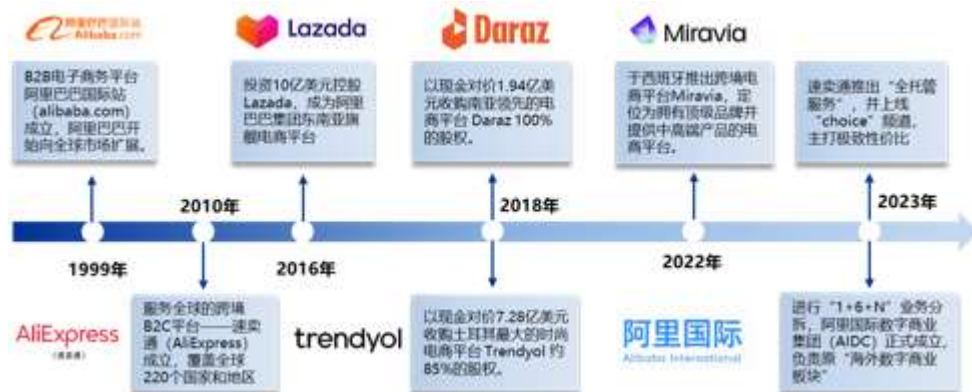 阿里巴巴国际站
Alibaba.com
Lazada
Daraz
Miravia
B2B电子商务平台
阿里巴巴国际站
(alibaba.com)
成立,阿里巴巴开
始向全球市场扩展。
投资10亿美元控股
Lazada,成为阿里
巴巴集团东南亚旗
舰电商平台
以现金对价1.94亿美
元收购南亚领先的电
商平台 Daraz 100%
的股权。
于西班牙推出跨境电
商平台Miravia,定
位为拥有顶级品牌并
提供中高端产品的电
商平台。
速卖通推出“全托管
服务”,并上线
“choice”频道,
主打极致性价比
2010年
2018年
2023年
1999年
2016年
2022年
AliExpress
(速卖通)
服务全球的跨境
B2C平台——速卖
通(AliExpress)
成立,覆盖全球
220个国家和地区
trendyol
以现金对价7.28亿美元
收购土耳其最大的时尚
电商平台 Trendyol 约
85%的股权。
阿里国际
Alibaba International
进行“1+6+N”业务分
拆,阿里国际数字商业
集团(AIDC)正式成立,
负责原“海外数字商业
板块”